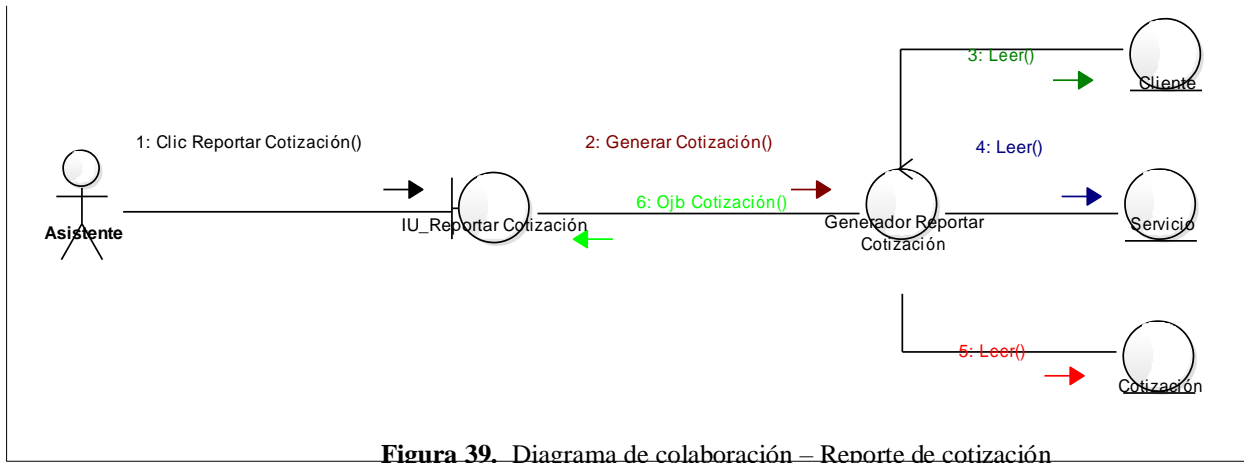 3: Leer()
Cliente
1: Clic Reportar Cotización()
2: Generar Cotización()
4: Leer()
6: Ojb Cotización()
Asistente
IU_Reportar Cotización
Generador Reportar
Cotización
Servicio
5: Leer()
Cotización
Figura 39. Diagrama de colaboración – Reporte de cotización